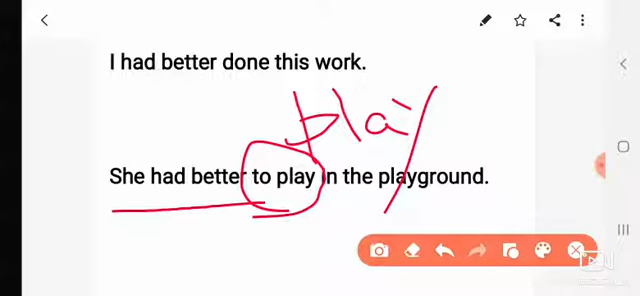 I had better done this work.
play
She had better to play in the playground.